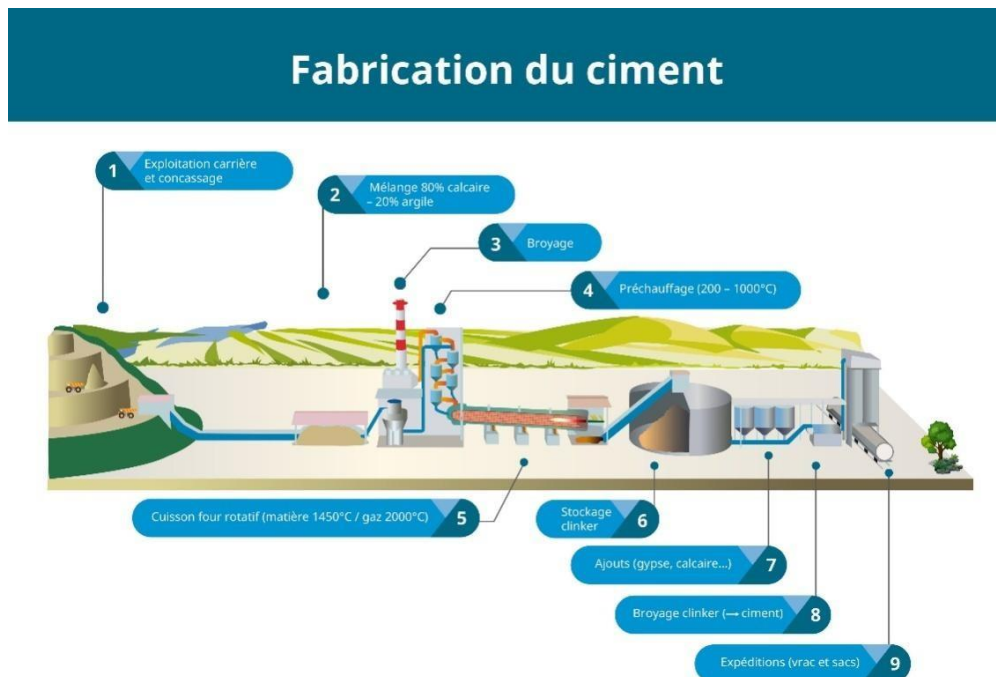 Fabrication du ciment
1 Exploitation carrière
et concassage
2 Mélange 80% calcaire
– 20% argile
3 Broyage
4 Préchauffage (200 – 1000°C)
Cuisson four rotatif (matière 1450°C / gaz 2000°C) 5
Stockage
clinker 6
Ajouts (gypse, calcaire...) 7
Broyage clinker (→ ciment) 8
Expéditions (vrac et sacs) 9